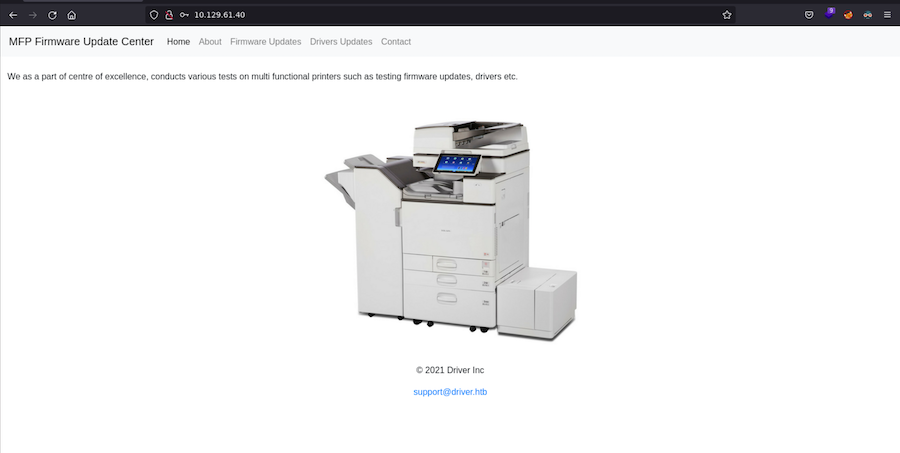 10.129.61.40
9
MFP Firmware Update Center Home About Firmware Updates Drivers Updates Contact
We as a part of centre of excellence, conducts various tests on multi functional printers such as testing firmware updates, drivers etc.
© 2021 Driver Inc
support@driver.htb